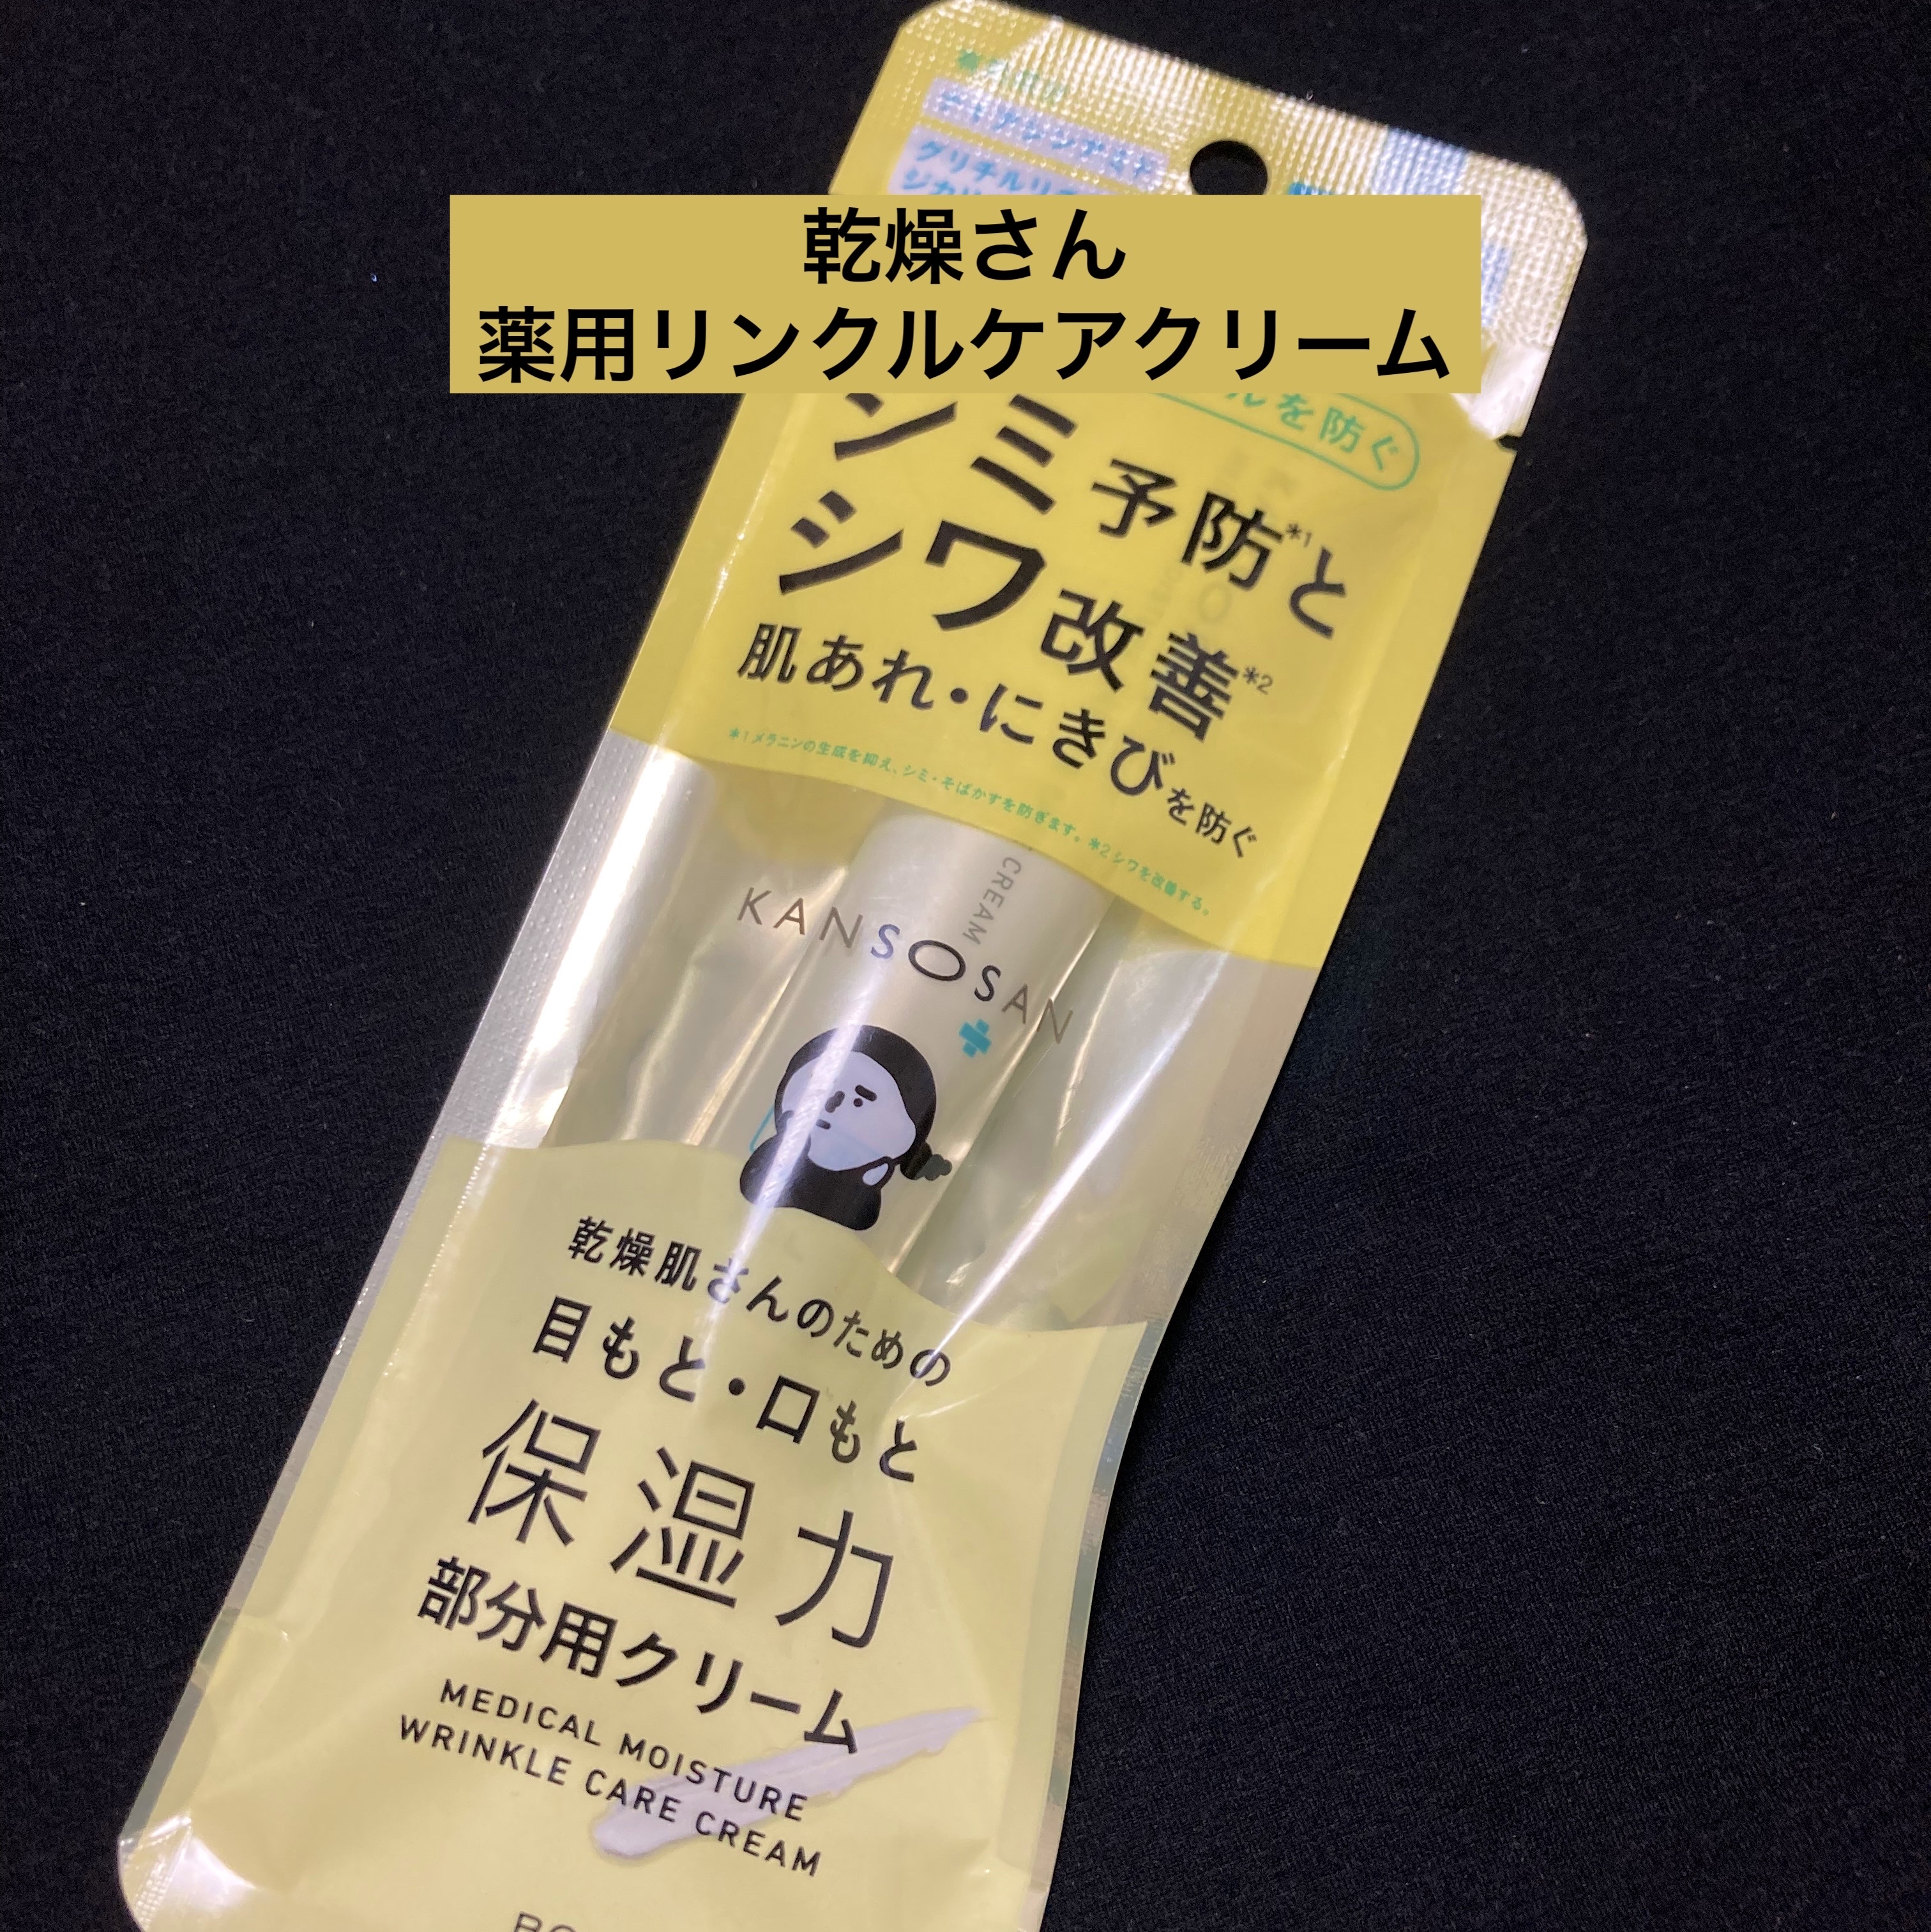 乾燥さん
薬用リンクルケアクリーム
を防ぐ
シミ予防*1と
シワ改善*2
肌あれ・にきびを防ぐ
*1 メラニンの生成を抑え、シミ・そばかすを防ぎます。 *2 シワを改善する。
CREAM
KANSOSAN
乾燥肌さんのための
目もと・口もと
保湿力
部分用クリーム
MEDICAL MOISTURE
WRINKLE CARE CREAM